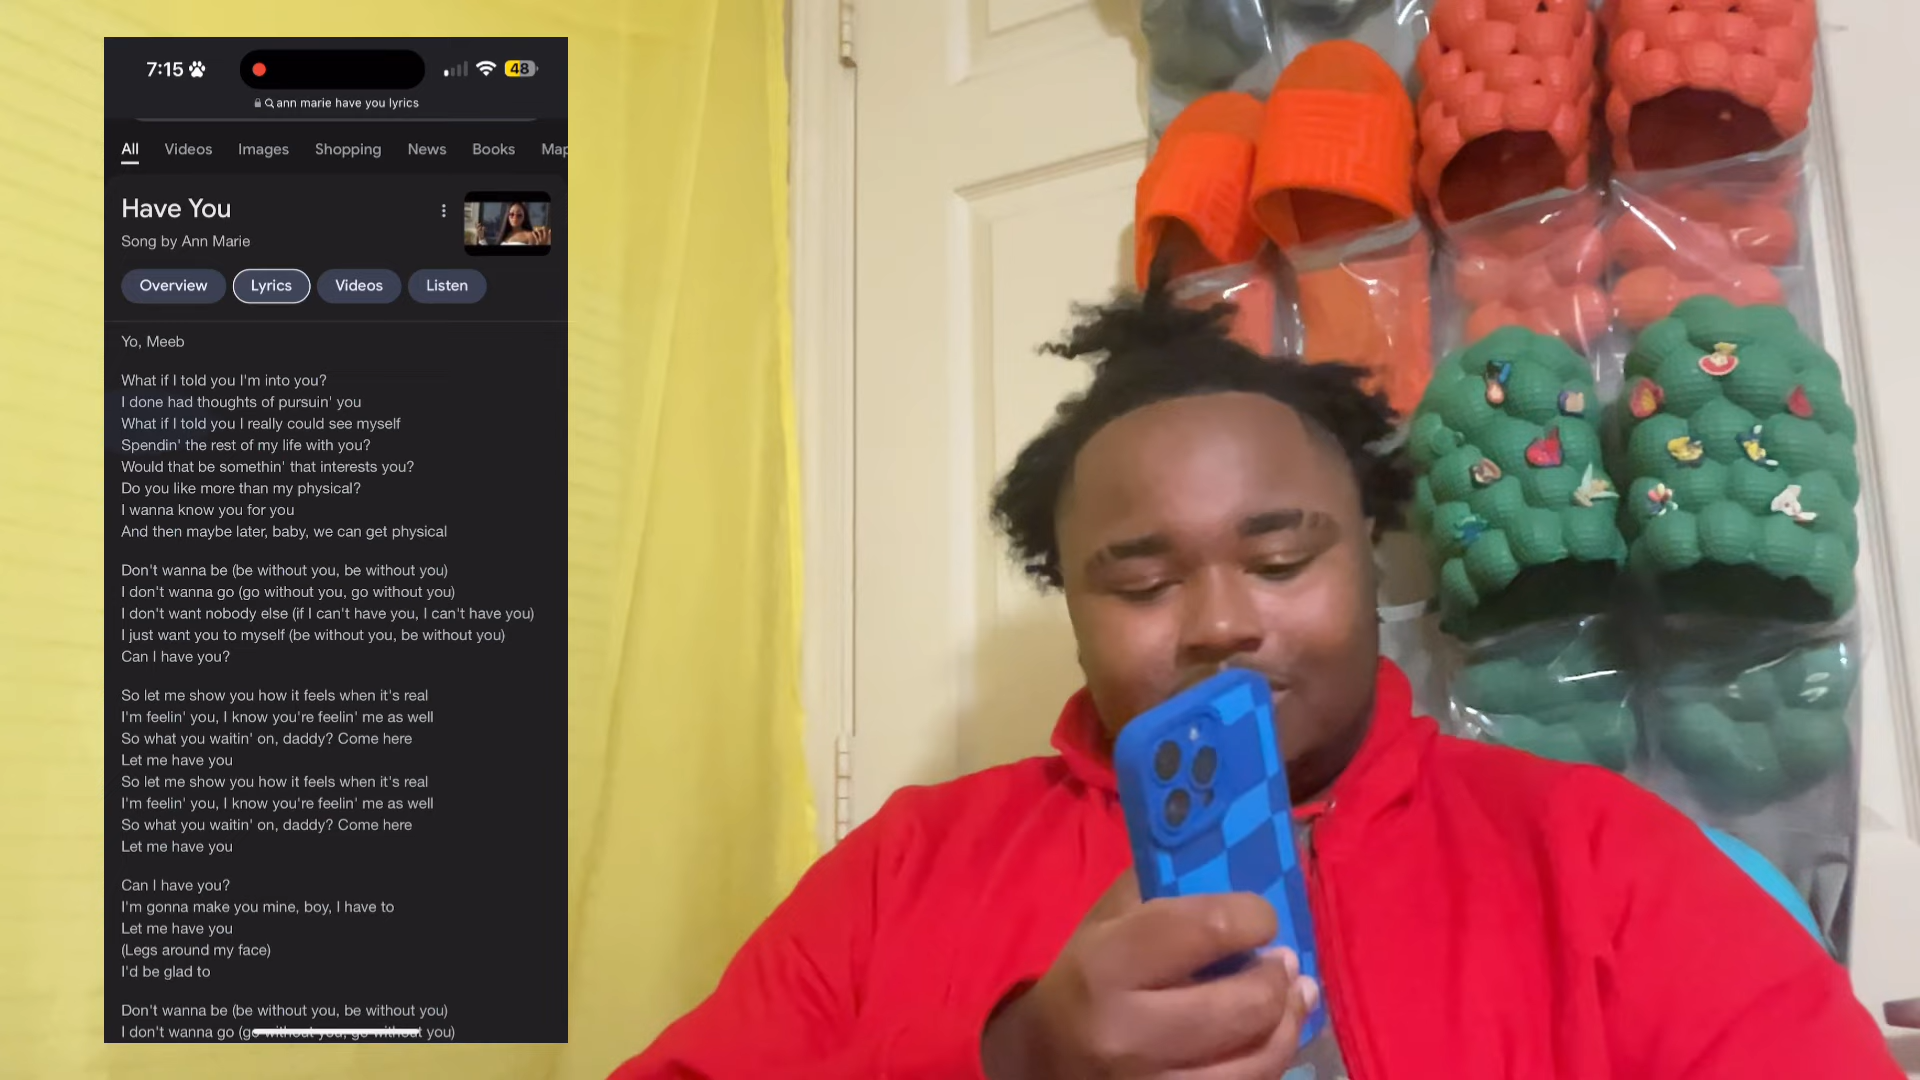 7:15
48
ann marie have you lyrics
All Videos Images Shopping News Books Map
Have You
Song by Ann Marie
Overview Lyrics Videos Listen
Yo, Meeb
What if I told you I'm into you?
I done had thoughts of pursuin' you
What if I told you I really could see myself
Spendin' the rest of my life with you?
Would that be somethin' that interests you?
Do you like more than my physical?
I wanna know you for you
And then maybe later, baby, we can get physical
Don't wanna be (be without you, be without you)
I don't wanna go (go without you, go without you)
I don't want nobody else (if I can't have you, I can't have you)
I just want you to myself (be without you, be without you)
Can I have you?
So let me show you how it feels when it's real
I'm feelin' you, I know you're feelin' me as well
So what you waitin' on, daddy? Come here
Let me have you
So let me show you how it feels when it's real
I'm feelin' you, I know you're feelin' me as well
So what you waitin' on, daddy? Come here
Let me have you
Can I have you?
I'm gonna make you mine, boy, I have to
Let me have you
(Legs around my face)
I'd be glad to
Don't wanna be (be without you, be without you)
I don't wanna go (go without you, go without you)